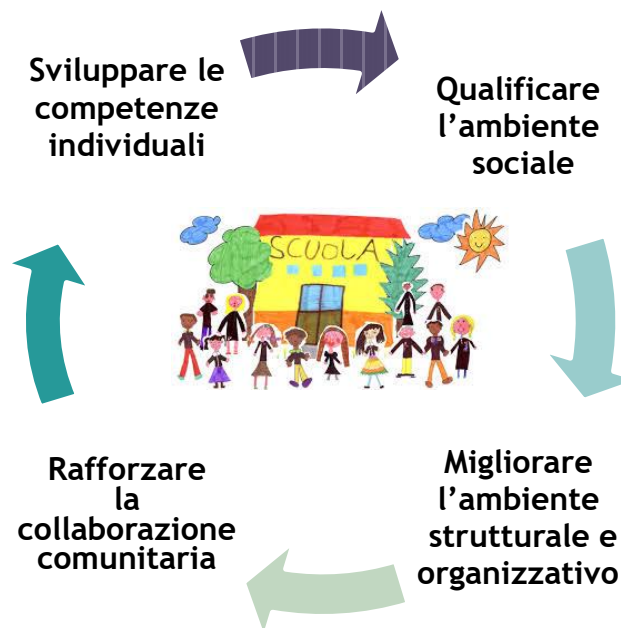 Sviluppare le
competenze
individuali
Qualificare
l’ambiente
sociale
SCUOLA
Rafforzare
la
collaborazione
comunitaria
Migliorare
l’ambiente
strutturale e
organizzativo